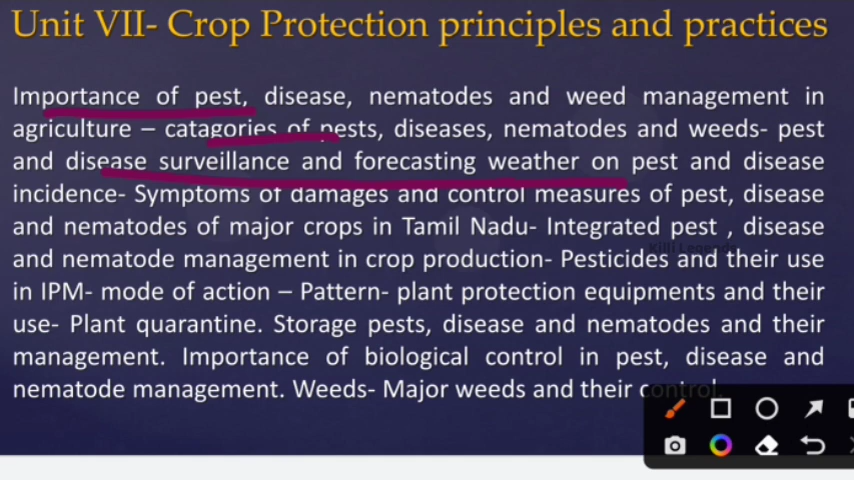 Unit VII- Crop Protection principles and practices
Importance of pest, disease, nematodes and weed management in
agriculture – catagories of pests, diseases, nematodes and weeds- pest
and disease surveillance and forecasting weather on pest and disease
incidence- Symptoms of damages and control measures of pest, disease
and nematodes of major crops in Tamil Nadu- Integrated pest , disease
and nematode management in crop production- Pesticides and their use
in IPM- mode of action – Pattern- plant protection equipments and their
use- Plant quarantine. Storage pests, disease and nematodes and their
management. Importance of biological control in pest, disease and
nematode management. Weeds- Major weeds and their control.